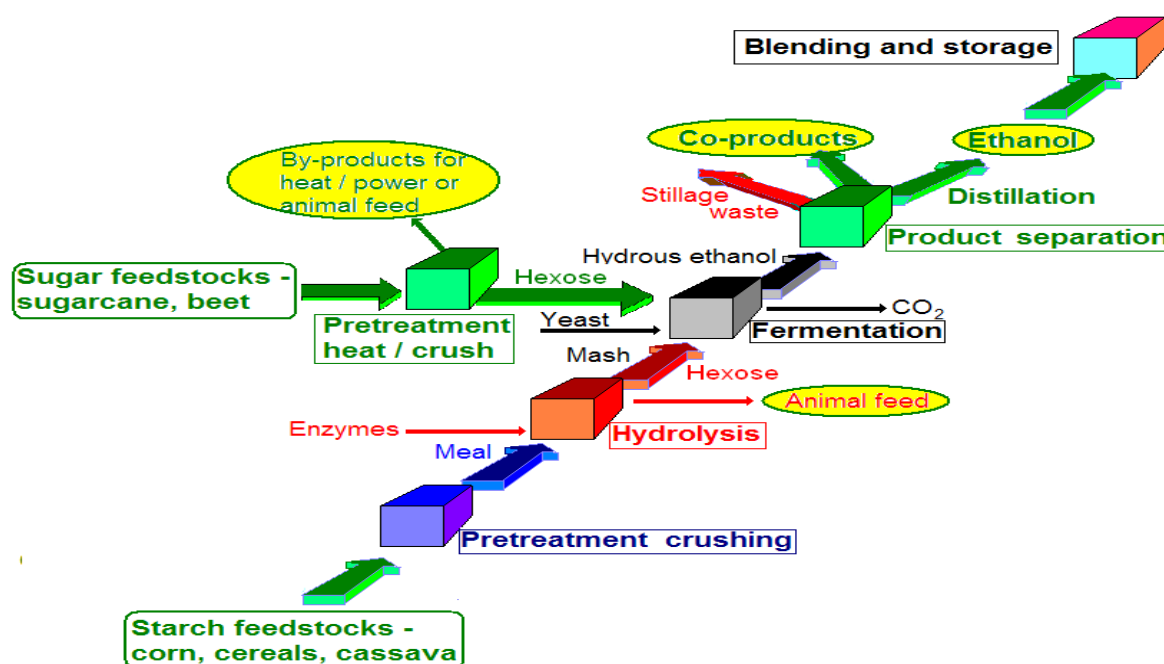 Blending and storage
Co-products
Ethanol
By-products for
heat / power or
animal feed
Stillage
waste
Distillation
Product separation
Hydrous ethanol
Sugar feedstocks -
sugarcane, beet
Hexose
Pretreatment
heat / crush
Yeast
CO₂
Fermentation
Mash
Hexose
Animal feed
Enzymes
Hydrolysis
Meal
Pretreatment crushing
Starch feedstocks -
corn, cereals, cassava